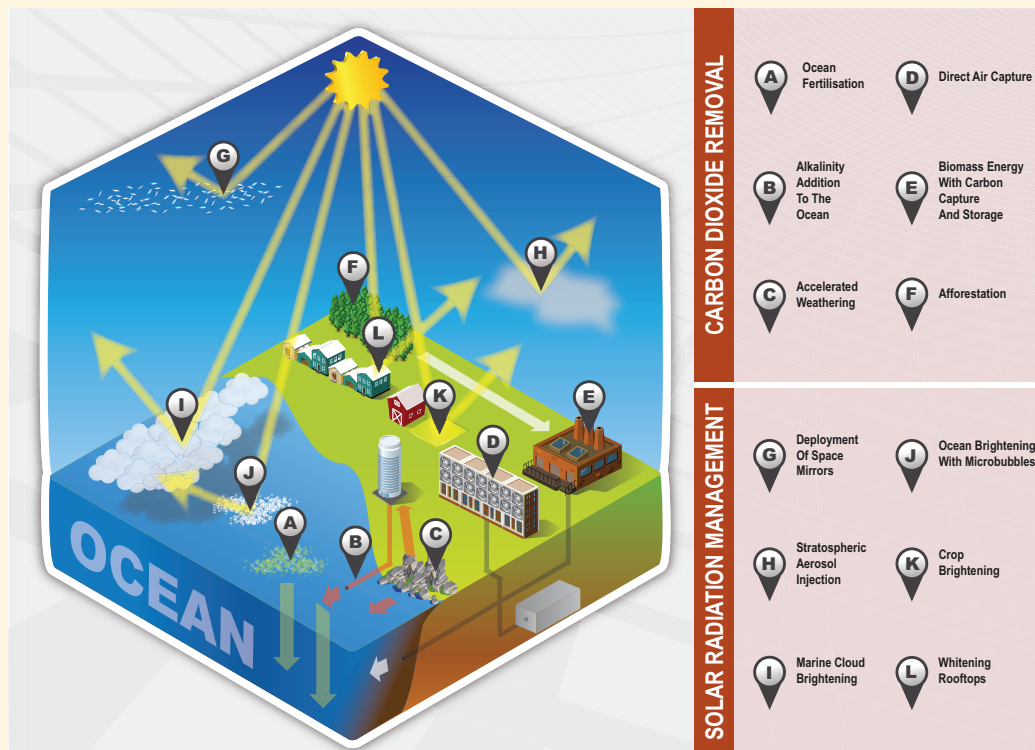 G
H
F
L
I
K
E
D
J
A
B
C
OCEAN
CARBON DIOXIDE REMOVAL
A
Ocean
Fertilisation
D
Direct Air Capture
B
Alkalinity
Addition
To The
Ocean
E
Biomass Energy
With Carbon
Capture
And Storage
C
Accelerated
Weathering
F
Afforestation
SOLAR RADIATION MANAGEMENT
G
Deployment
Of Space
Mirrors
J
Ocean Brightening
With Microbubbles
H
Stratospheric
Aerosol
Injection
K
Crop
Brightening
I
Marine Cloud
Brightening
L
Whitening
Rooftops